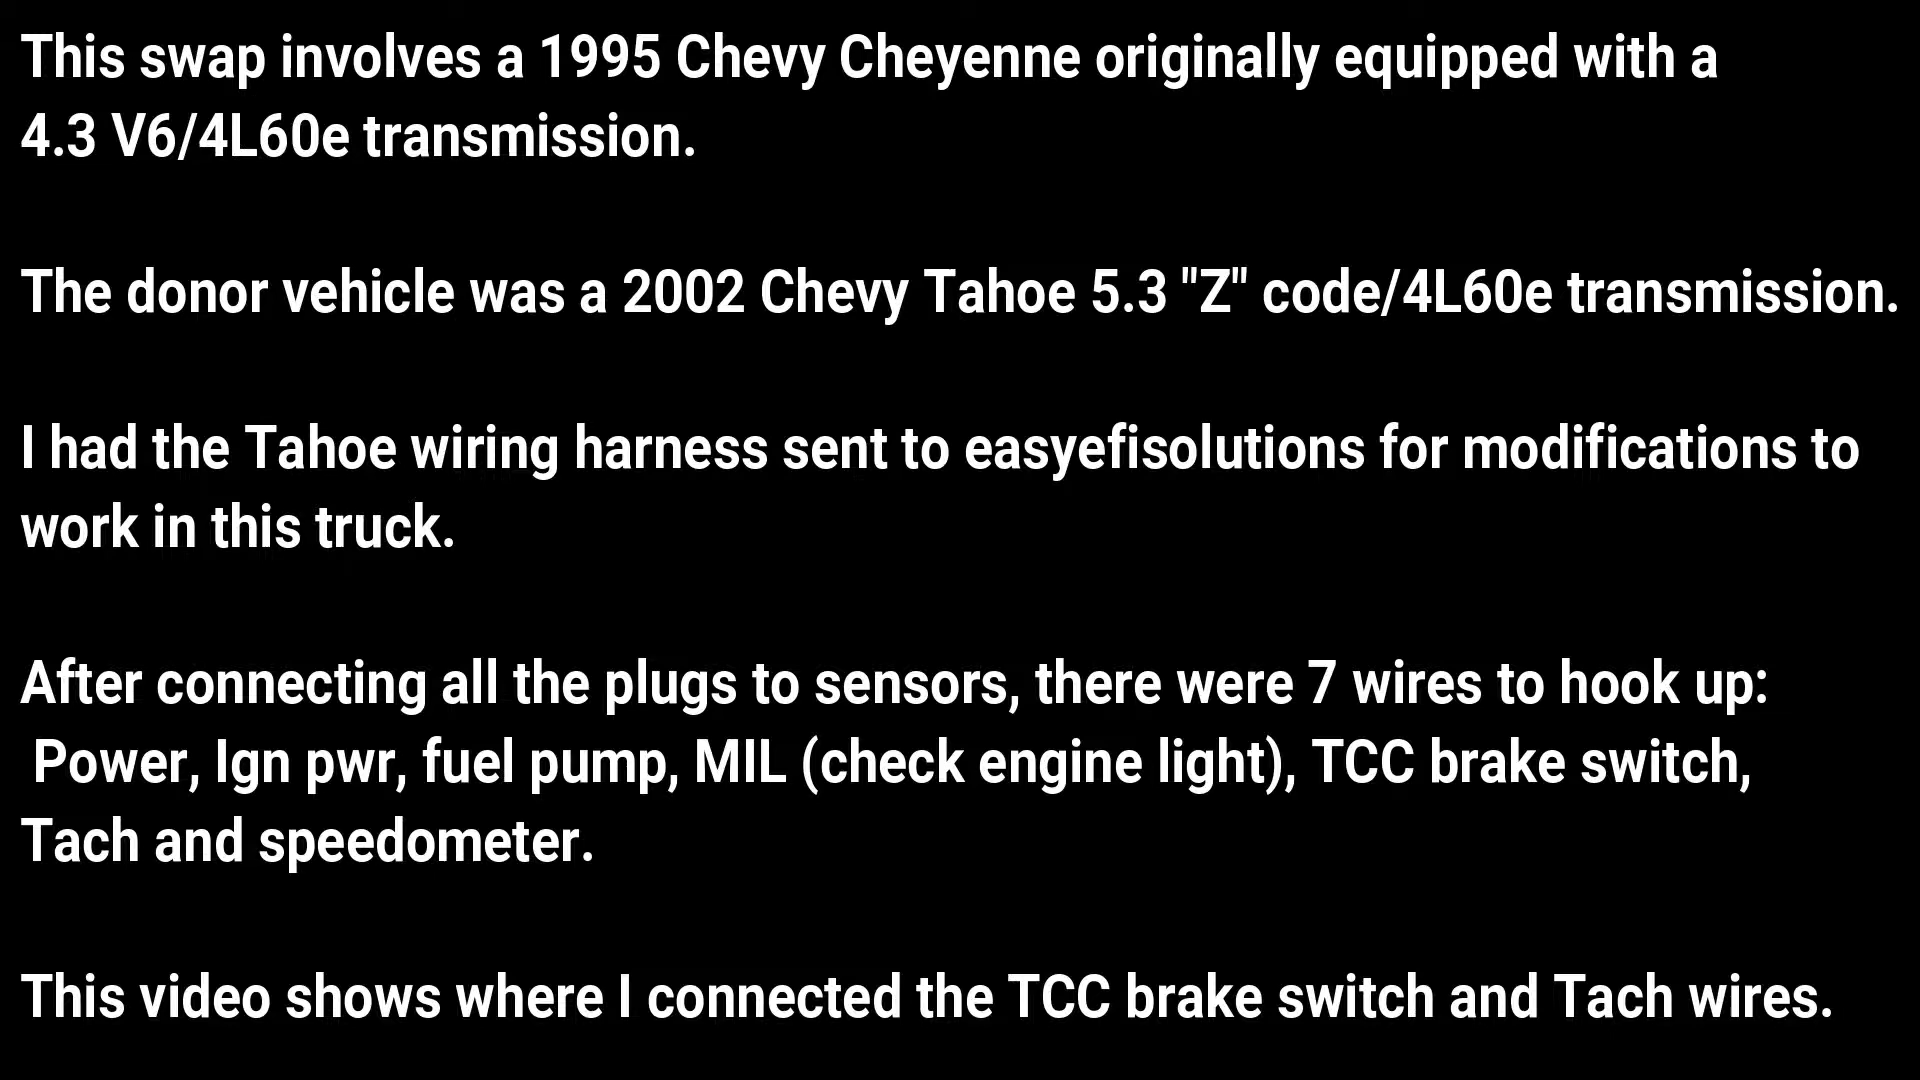 This swap involves a 1995 Chevy Cheyenne originally equipped with a
4.3 V6/4L60e transmission.
The donor vehicle was a 2002 Chevy Tahoe 5.3 "Z" code/4L60e transmission.
I had the Tahoe wiring harness sent to easyefisolutions for modifications to
work in this truck.
After connecting all the plugs to sensors, there were 7 wires to hook up:
Power, Ign pwr, fuel pump, MIL (check engine light), TCC brake switch,
Tach and speedometer.
This video shows where I connected the TCC brake switch and Tach wires.